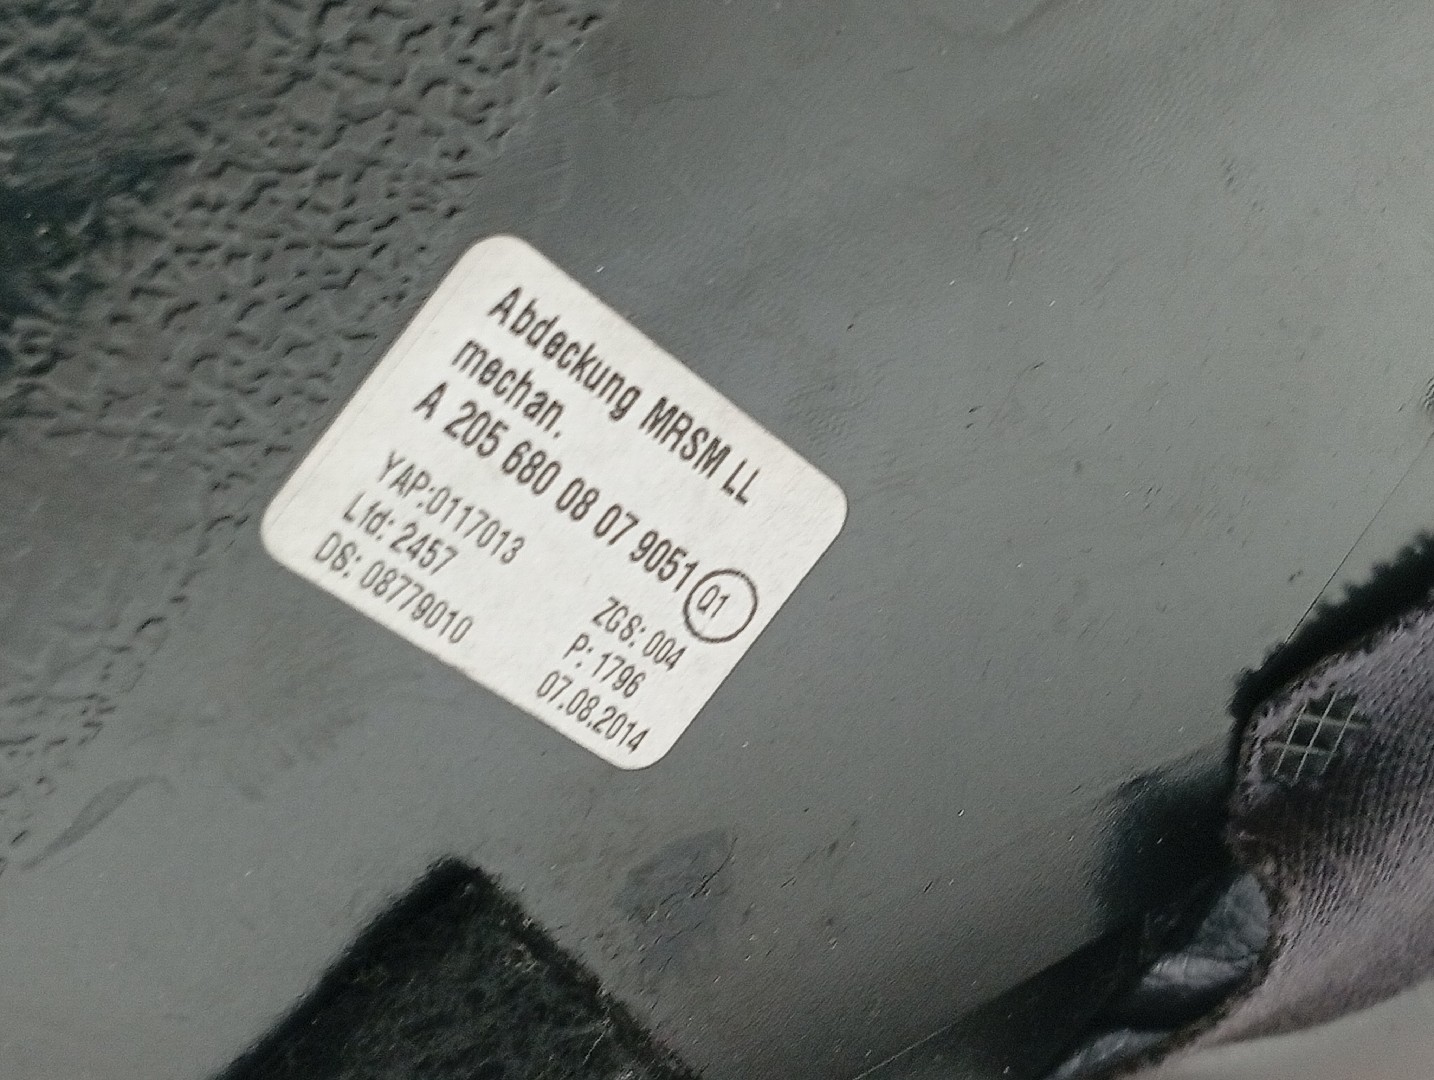 Abdeckung MRSM LL
mechan.
A 205 680 08 07 9051 Q1
YAP:0117013 ZGS: 004
Lfd: 2457 P: 1796
DS: 08779010 07.08.2014